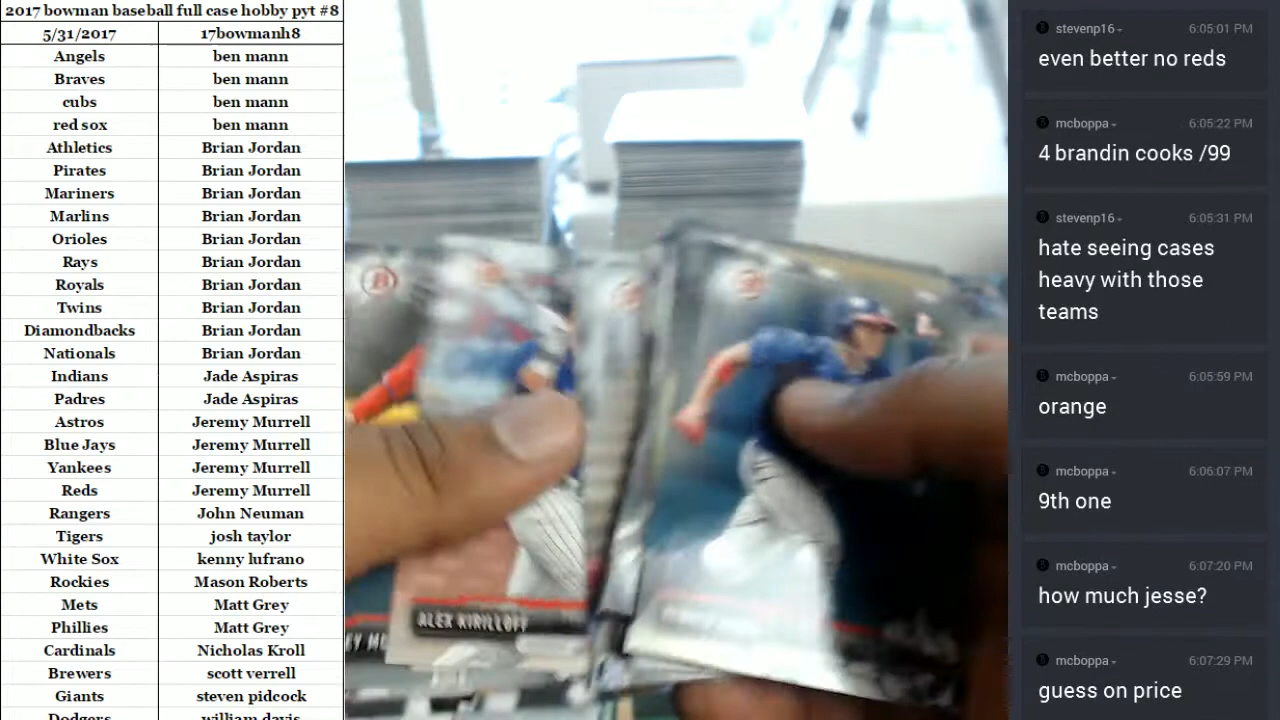 2017 bowman baseball full case hobby pyt #8
5/31/2017 17bowmanh8
Angels ben mann
Braves ben mann
cubs ben mann
red sox ben mann
Athletics Brian Jordan
Pirates Brian Jordan
Mariners Brian Jordan
Marlins Brian Jordan
Orioles Brian Jordan
Rays Brian Jordan
Royals Brian Jordan
Twins Brian Jordan
Diamondbacks Brian Jordan
Nationals Brian Jordan
Indians Jade Aspiras
Padres Jade Aspiras
Astros Jeremy Murrell
Blue Jays Jeremy Murrell
Yankees Jeremy Murrell
Reds Jeremy Murrell
Rangers John Neuman
Tigers josh taylor
White Sox kenny lufrano
Rockies Mason Roberts
Mets Matt Grey
Phillies Matt Grey
Cardinals Nicholas Kroll
Brewers scott verrell
Giants steven pidcock
Dodgers william davis
ALEX KIRILLOFF
stevenp16 6:05:01 PM
even better no reds
mcboppa 6:05:22 PM
4 brandin cooks /99
stevenp16 6:05:31 PM
hate seeing cases
heavy with those
teams
mcboppa 6:05:59 PM
orange
mcboppa 6:06:07 PM
9th one
mcboppa 6:07:20 PM
how much jesse?
mcboppa 6:07:29 PM
guess on price